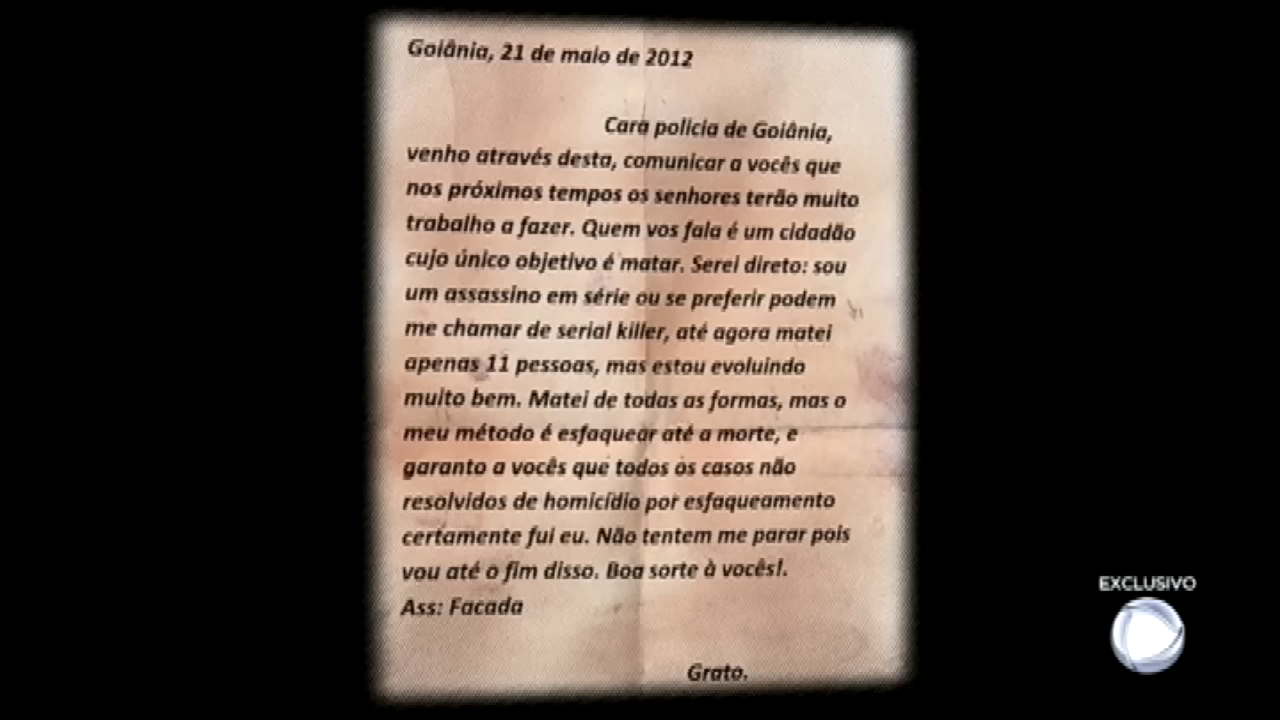 Goiânia, 21 de maio de 2012
Cara policia de Goiânia,
venho através desta, comunicar a vocês que
nos próximos tempos os senhores terão muito
trabalho a fazer. Quem vos fala é um cidadão
cujo único objetivo é matar. Serei direto: sou
um assassino em série ou se preferir podem
me chamar de serial killer, até agora matei
apenas 11 pessoas, mas estou evoluindo
muito bem. Matei de todas as formas, mas o
meu método é esfaquear até a morte, e
garanto a vocês que todos os casos não
resolvidos de homicídio por esfaqueamento
certamente fui eu. Não tentem me parar pois
vou até o fim disso. Boa sorte à vocês!.
Ass: Facada
Grato.
EXCLUSIVO